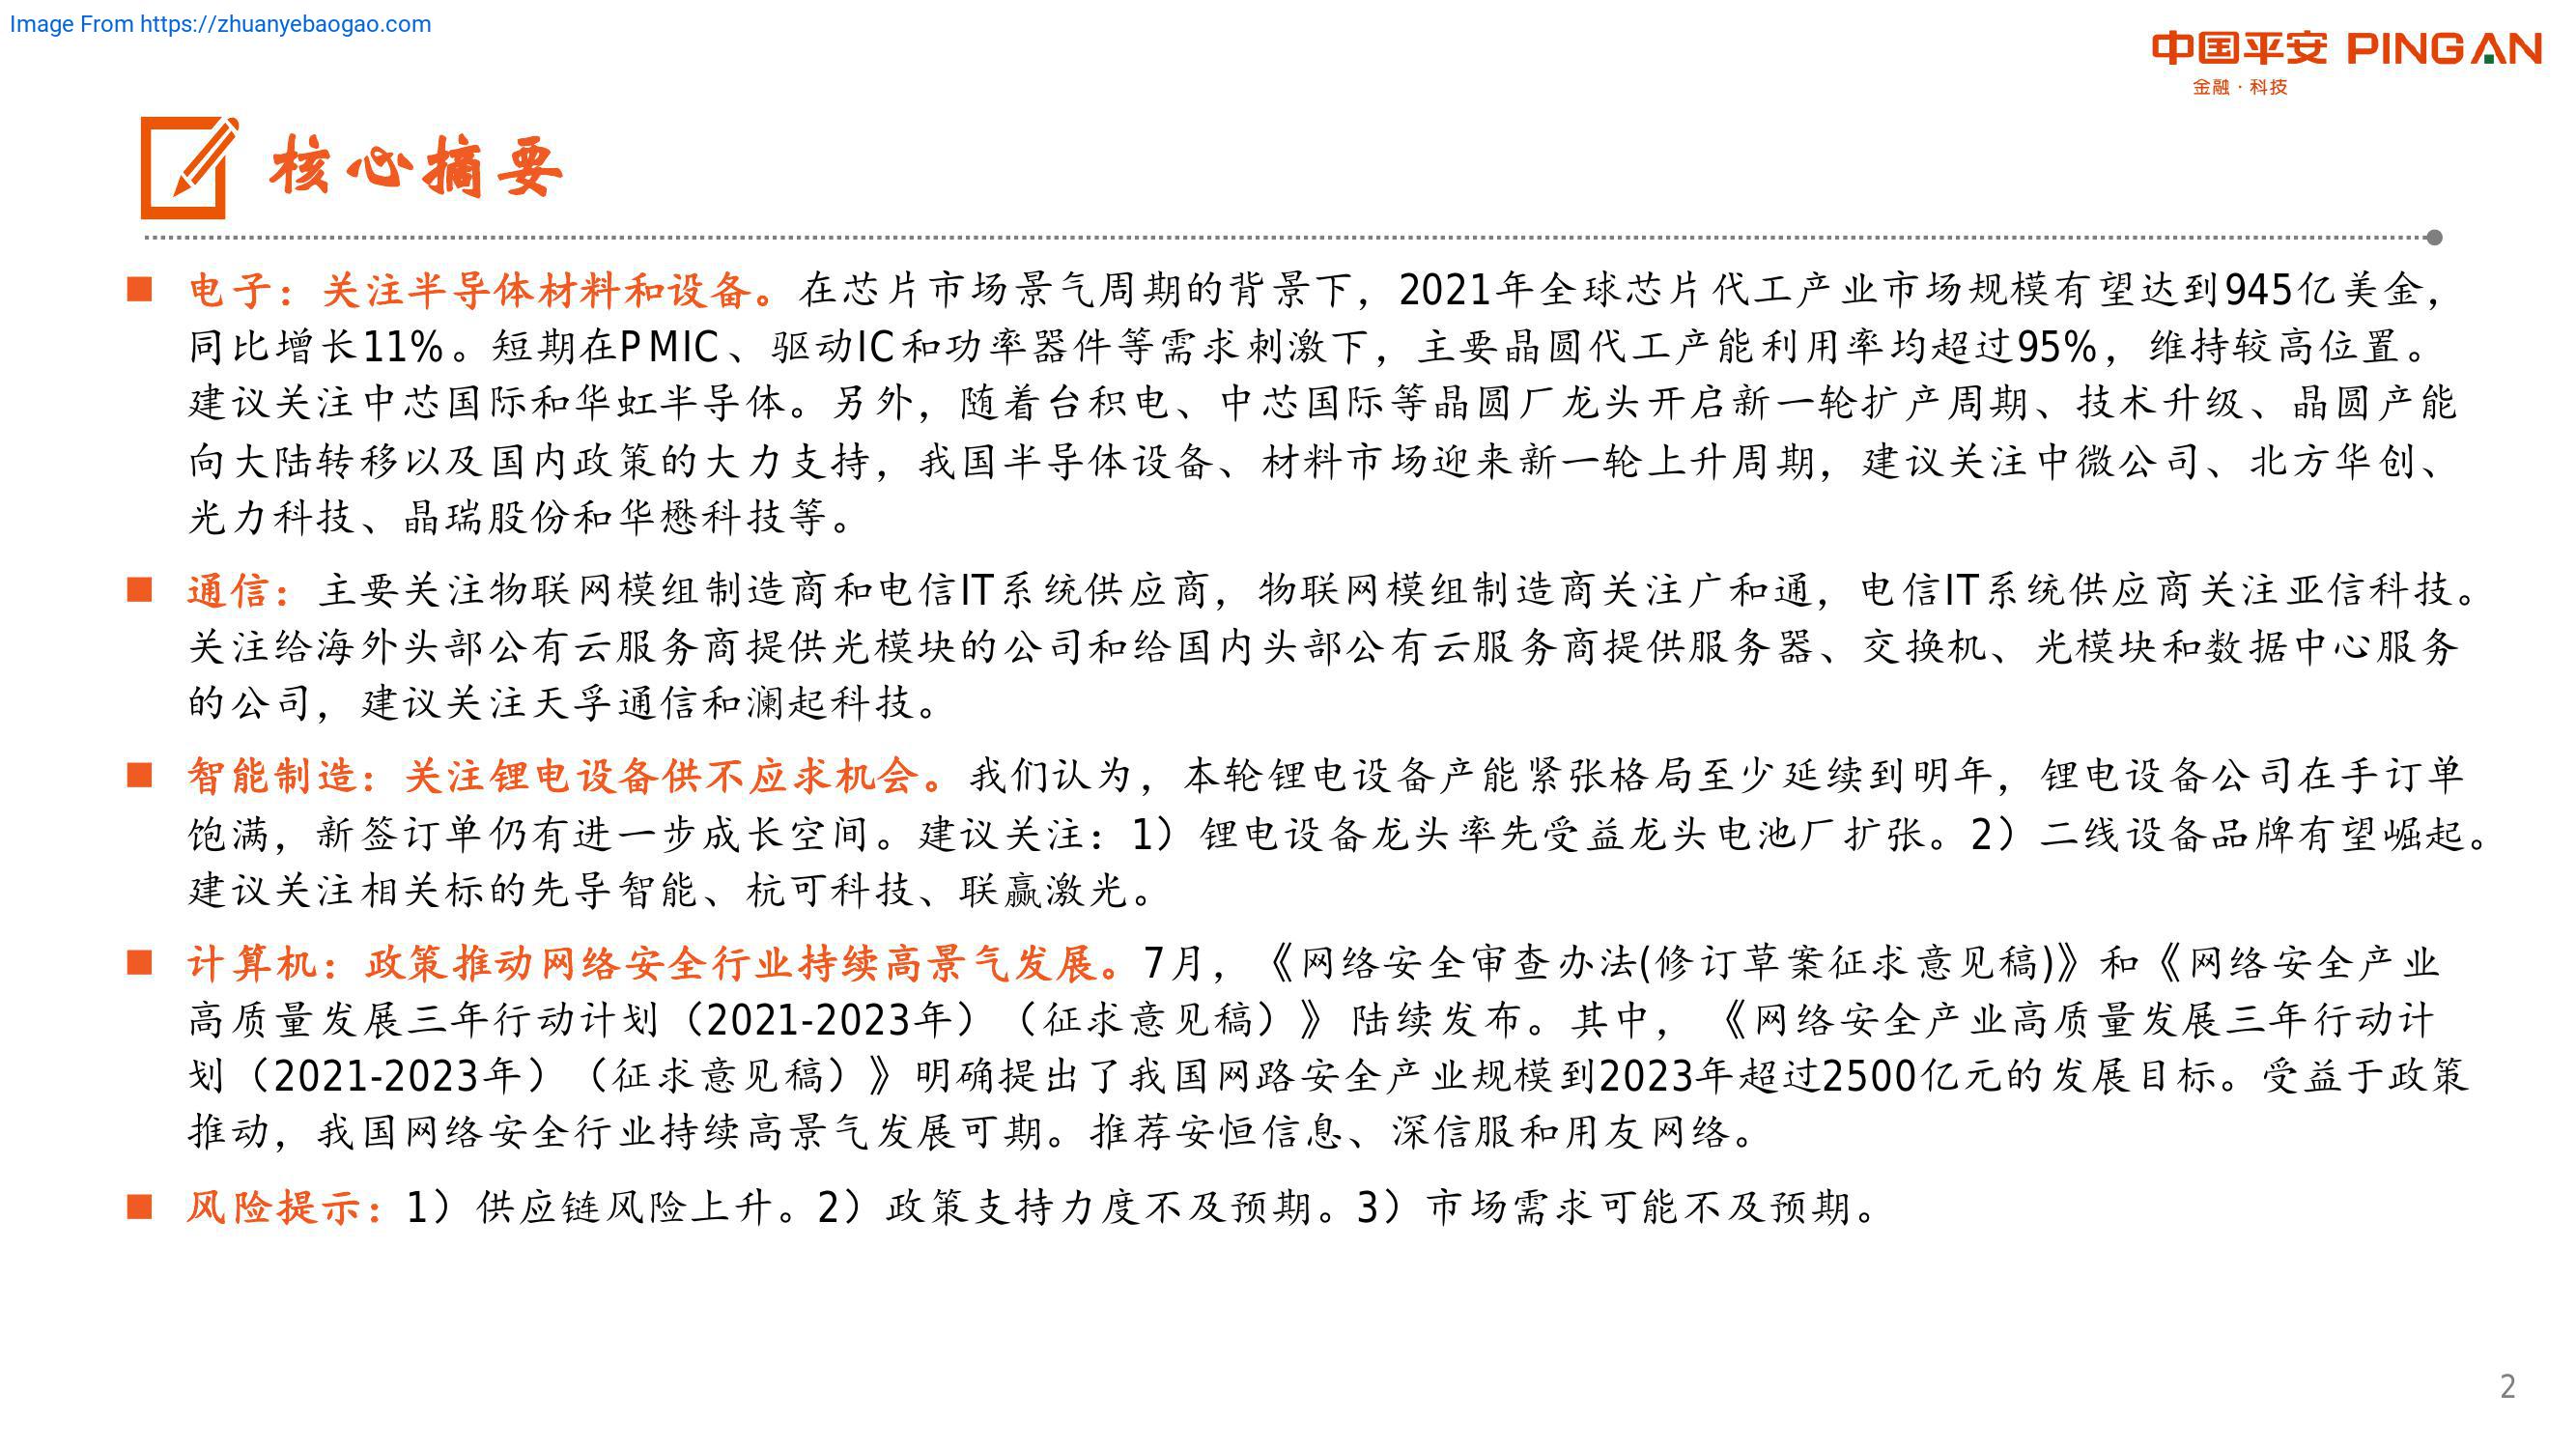 Image From https://zhuanyebaogao.com
中国平安 PINGAN
金融·科技
核心摘要
电子：关注半导体材料和设备。在芯片市场景气周期的背景下，2021年全球芯片代工产业市场规模有望达到945亿美金，
同比增长11%。短期在PMIC、驱动IC和功率器件等需求刺激下，主要晶圆代工产能利用率均超过95%，维持较高位置。
建议关注中芯国际和华虹半导体。另外，随着台积电、中芯国际等晶圆厂龙头开启新一轮扩产周期、技术升级、晶圆产能
向大陆转移以及国内政策的大力支持，我国半导体设备、材料市场迎来新一轮上升周期，建议关注中微公司、北方华创、
光力科技、晶瑞股份和华懋科技等。
通信：主要关注物联网模组制造商和电信IT系统供应商，物联网模组制造商关注广和通，电信IT系统供应商关注亚信科技。
关注给海外头部公有云服务商提供光模块的公司和给国内头部公有云服务商提供服务器、交换机、光模块和数据中心服务
的公司，建议关注天孚通信和澜起科技。
智能制造：关注锂电设备供不应求机会。我们认为，本轮锂电设备产能紧张格局至少延续到明年，锂电设备公司在手订单
饱满，新签订单仍有进一步成长空间。建议关注：1）锂电设备龙头率先受益龙头电池厂扩张。2）二线设备品牌有望崛起。
建议关注相关标的先导智能、杭可科技、联赢激光。
计算机：政策推动网络安全行业持续高景气发展。7月，《网络安全审查办法(修订草案征求意见稿)》和《网络安全产业
高质量发展三年行动计划（2021-2023年）（征求意见稿）》陆续发布。其中，《网络安全产业高质量发展三年行动计
划（2021-2023年）（征求意见稿）》明确提出了我国网路安全产业规模到2023年超过2500亿元的发展目标。受益于政策
推动，我国网络安全行业持续高景气发展可期。推荐安恒信息、深信服和用友网络。
风险提示：1）供应链风险上升。2）政策支持力度不及预期。3）市场需求可能不及预期。
2